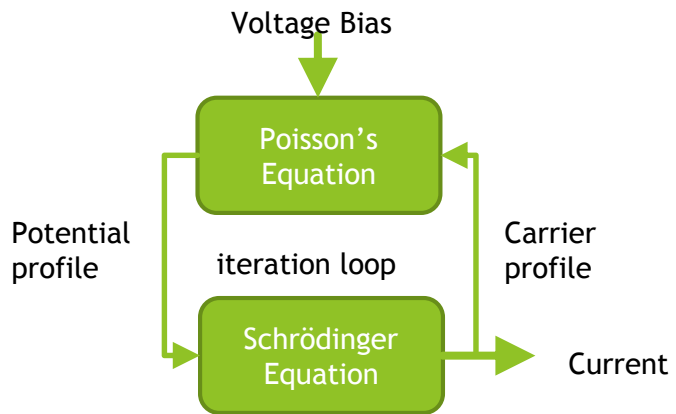 Voltage Bias
Poisson's
Equation
Potential
profile
iteration loop
Carrier
profile
Schrödinger
Equation
Current